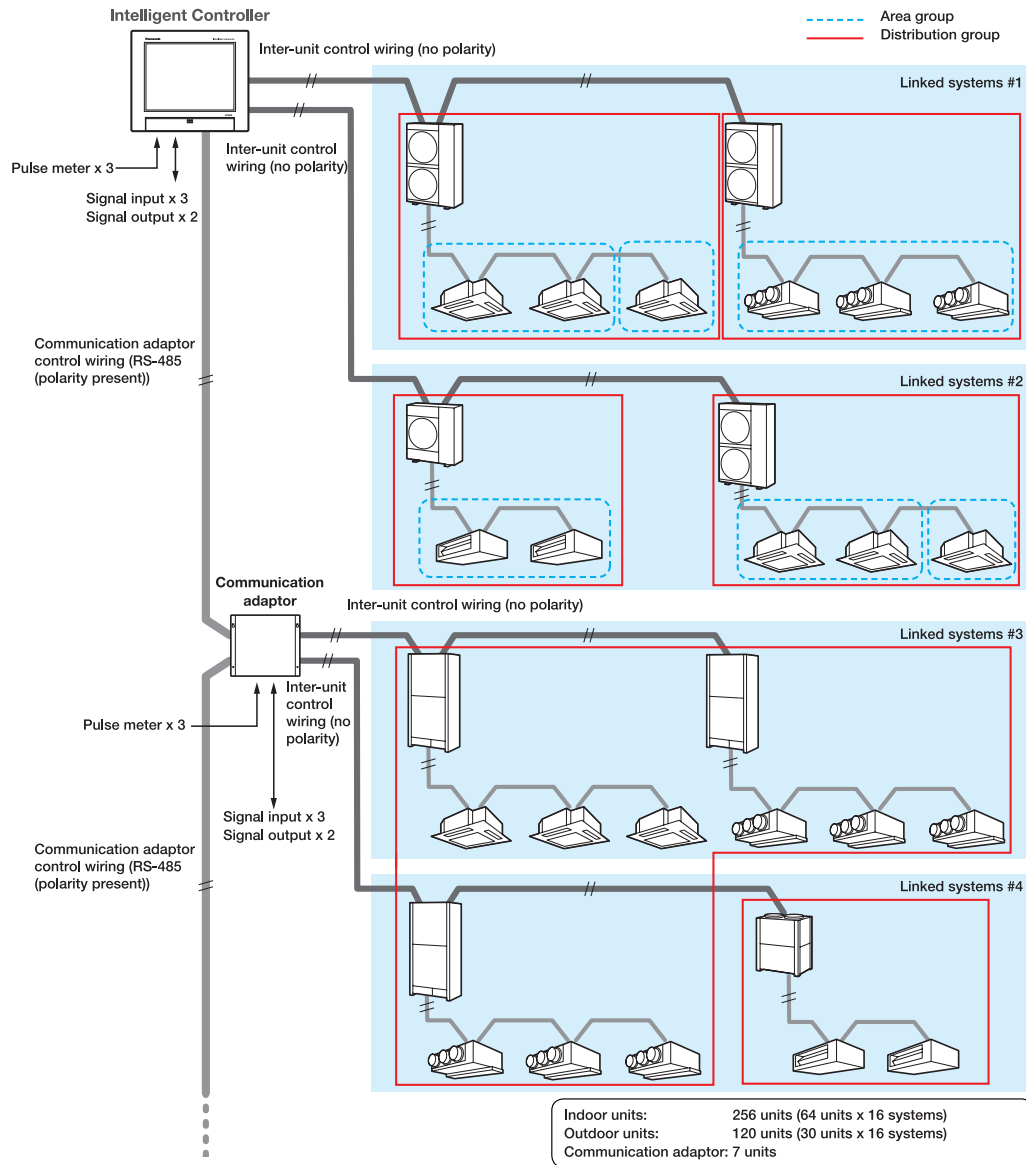 Intelligent Controller
Area group
Distribution group
Inter-unit control wiring (no polarity)
Linked systems #1
Panasonic
Pulse meter x 3
Inter-unit control
wiring (no polarity)
Signal input x 3
Signal output x 2
Communication adaptor
control wiring (RS-485
(polarity present))
Linked systems #2
Communication
adaptor
Inter-unit control wiring (no polarity)
Linked systems #3
Inter-unit
control
wiring (no
polarity)
Pulse meter x 3
Signal input x 3
Signal output x 2
Communication adaptor
control wiring (RS-485
(polarity present))
Linked systems #4
Indoor units: 256 units (64 units x 16 systems)
Outdoor units: 120 units (30 units x 16 systems)
Communication adaptor: 7 units